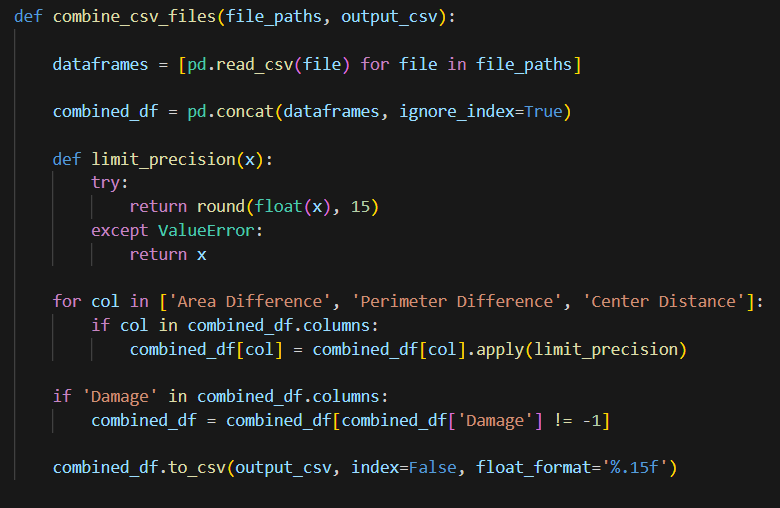 def combine_csv_files(file_paths, output_csv):
dataframes = [pd.read_csv(file) for file in file_paths]
combined_df = pd.concat(dataframes, ignore_index=True)
def limit_precision(x):
try:
return round(float(x), 15)
except ValueError:
return x
for col in ['Area Difference', 'Perimeter Difference', 'Center Distance']:
if col in combined_df.columns:
combined_df[col] = combined_df[col].apply(limit_precision)
if 'Damage' in combined_df.columns:
combined_df = combined_df[combined_df['Damage'] != -1]
combined_df.to_csv(output_csv, index=False, float_format='%.15f')